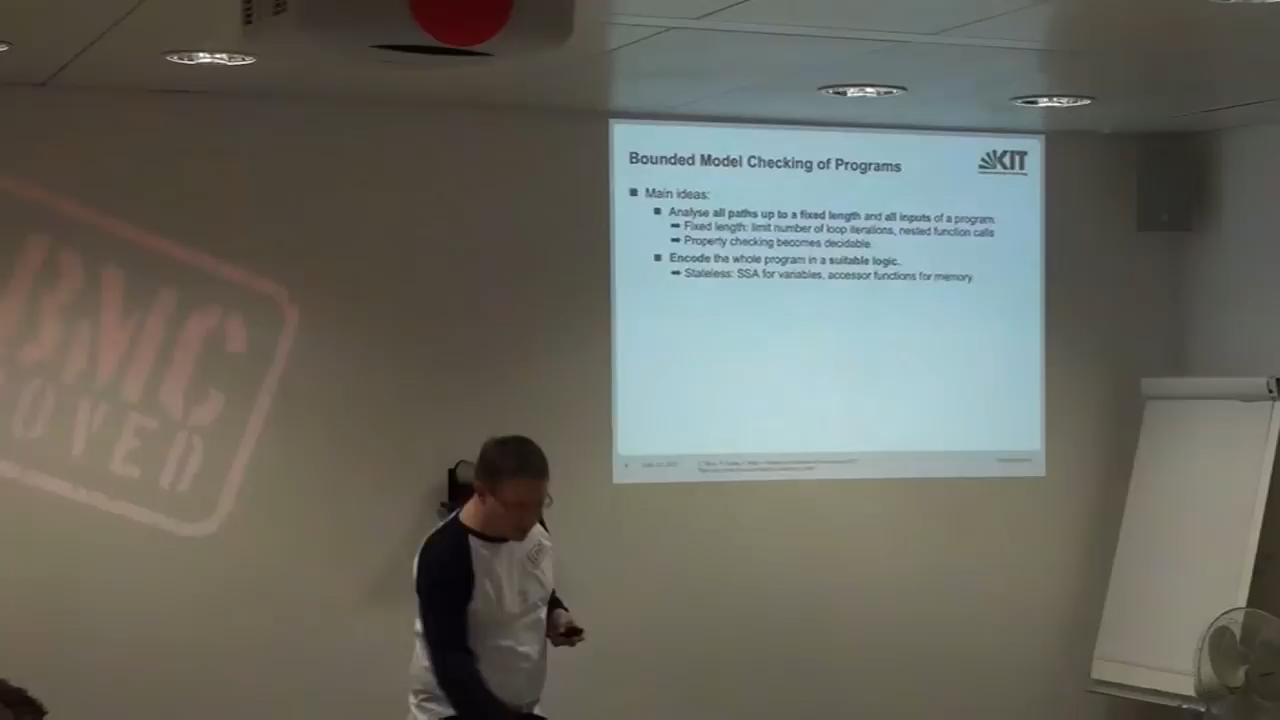 Bounded Model Checking of Programs
KIT
Main ideas:
Analyse all paths up to a fixed length and all inputs of a program.
Fixed length: limit number of loop iterations, nested function calls
Property checking becomes decidable.
Encode the whole program in a suitable logic.
Stateless: SSA for variables, accessor functions for memory.
BMC
OVED